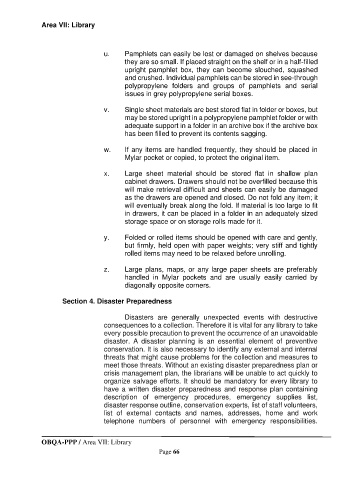 Area VII: Library
u. Pamphlets can easily be lost or damaged on shelves because
they are so small. If placed straight on the shelf or in a half-filled
upright pamphlet box, they can become slouched, squashed
and crushed. Individual pamphlets can be stored in see-through
polypropylene folders and groups of pamphlets and serial
issues in grey polypropylene serial boxes.
v. Single sheet materials are best stored flat in folder or boxes, but
may be stored upright in a polypropylene pamphlet folder or with
adequate support in a folder in an archive box if the archive box
has been filled to prevent its contents sagging.
w. If any items are handled frequently, they should be placed in
Mylar pocket or copied, to protect the original item.
x. Large sheet material should be stored flat in shallow plan
cabinet drawers. Drawers should not be overfilled because this
will make retrieval difficult and sheets can easily be damaged
as the drawers are opened and closed. Do not fold any item; it
will eventually break along the fold. If material is too large to fit
in drawers, it can be placed in a folder in an adequately sized
storage space or on storage rolls made for it.
y. Folded or rolled items should be opened with care and gently,
but firmly, held open with paper weights; very stiff and tightly
rolled items may need to be relaxed before unrolling.
z. Large plans, maps, or any large paper sheets are preferably
handled in Mylar pockets and are usually easily carried by
diagonally opposite corners.
Section 4. Disaster Preparedness
Disasters are generally unexpected events with destructive
consequences to a collection. Therefore it is vital for any library to take
every possible precaution to prevent the occurrence of an unavoidable
disaster. A disaster planning is an essential element of preventive
conservation. it is also necessary to identify any external and internal
threats that might cause problems for the collection and measures to
meet those threats. Without an existing disaster preparedness plan or
crisis management plan, the librarians will be unable to act quickly to
organize salvage efforts. It should be mandatory for every library to
have a written disaster preparedness and response plan containing
description of emergency procedures, emergency supplies list,
disaster response outline, conservation experts, list of staff volunteers,
list of external contacts and names, addresses, home and work
telephone numbers of personnel with emergency responsibilities.
OBQA-PPP / Area VII: Library
Page 66